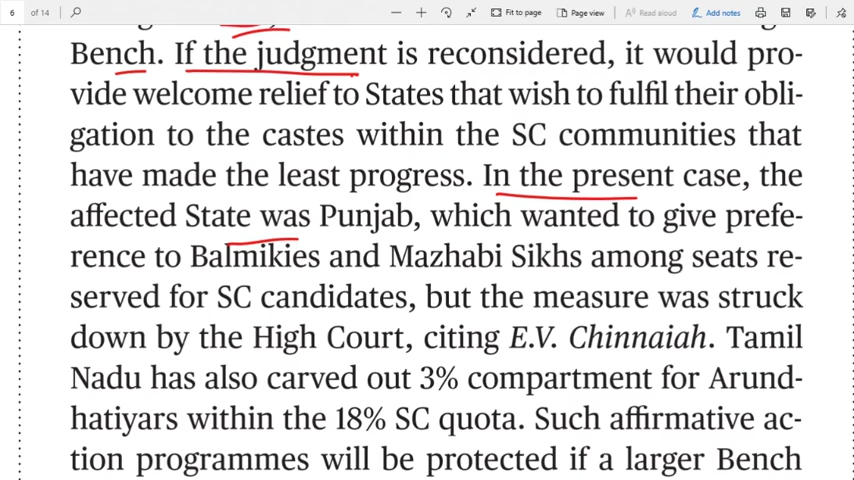 6 of 14 Fit to page Page view Read aloud Add notes
Bench. If the judgment is reconsidered, it would pro-
vide welcome relief to States that wish to fulfil their obli-
gation to the castes within the SC communities that
have made the least progress. In the present case, the
affected State was Punjab, which wanted to give prefe-
rence to Balmikies and Mazhabi Sikhs among seats re-
served for SC candidates, but the measure was struck
down by the High Court, citing E.V. Chinnaiah. Tamil
Nadu has also carved out 3% compartment for Arund-
hatiyars within the 18% SC quota. Such affirmative ac-
tion programmes will be protected if a larger Bench